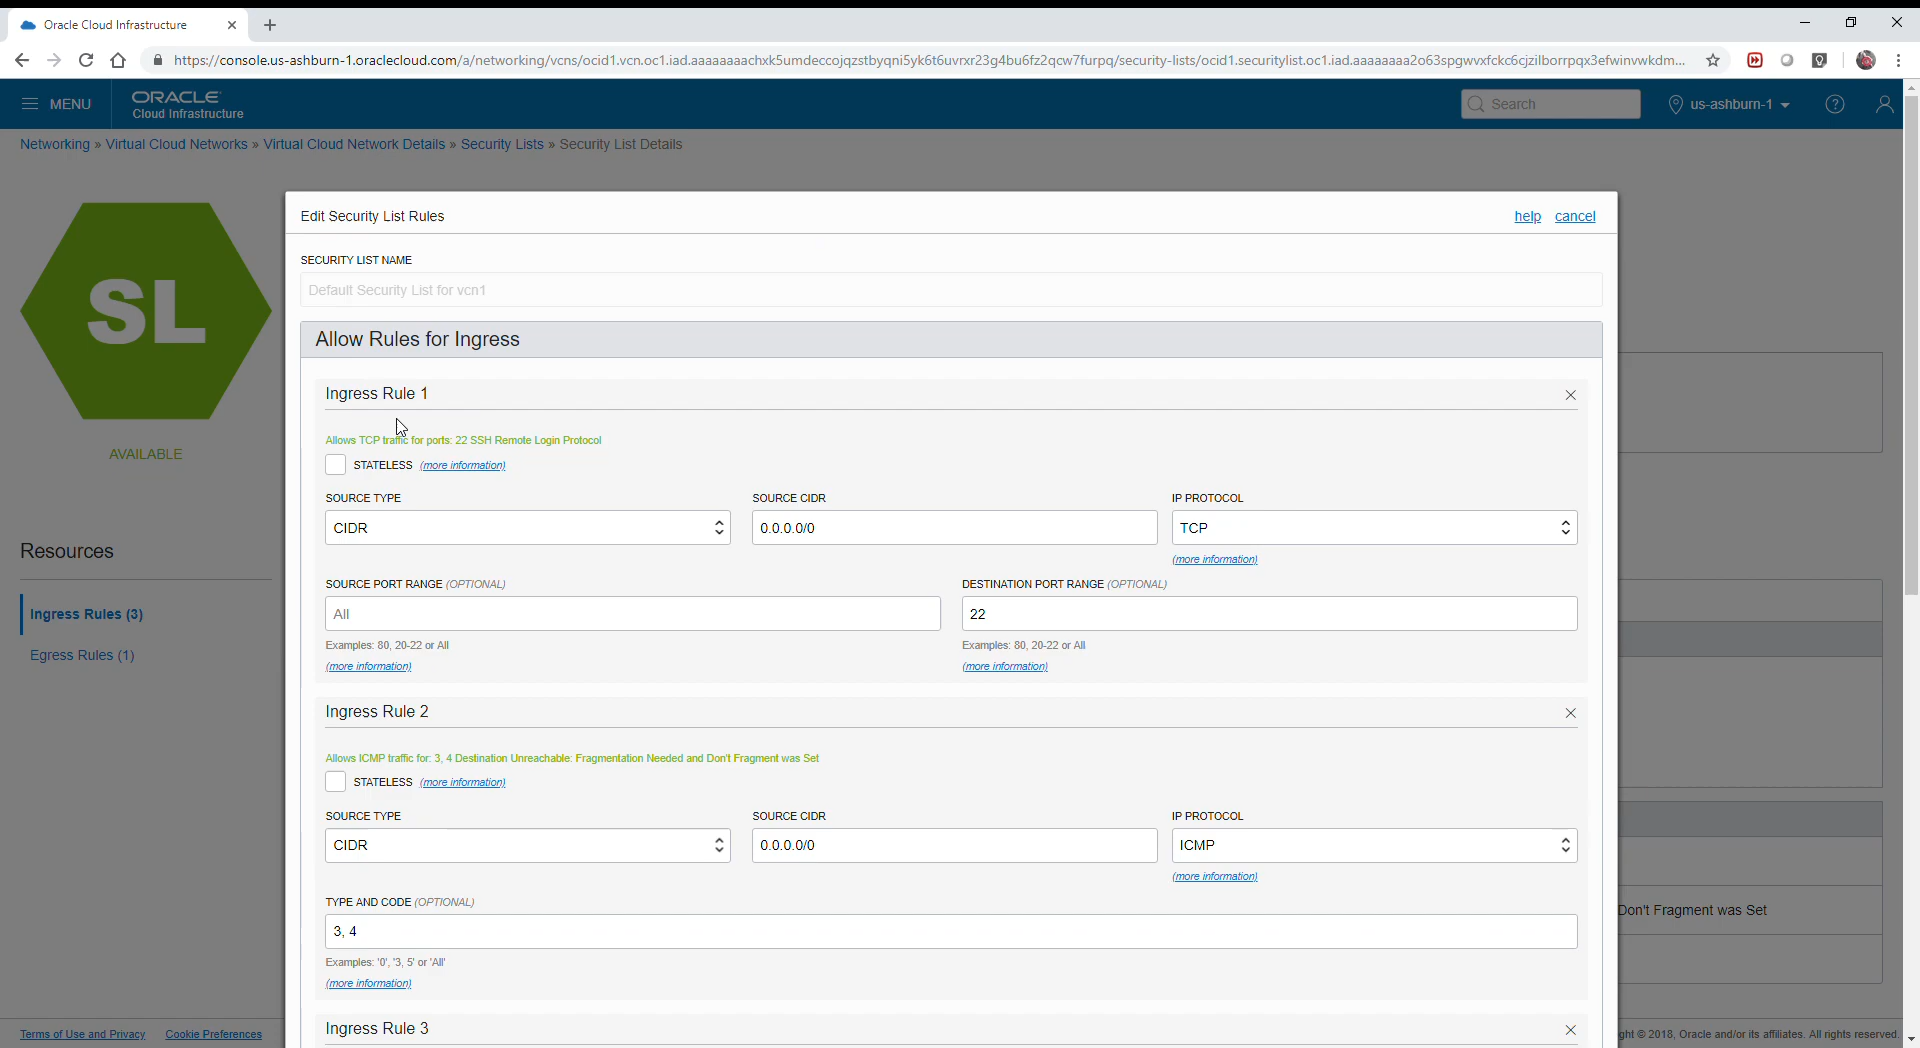 Oracle Cloud Infrastructure
https://console.us-ashburn-1.oraclecloud.com/a/networking/vcns/ocid1.vcn.oc1.iad.aaaaaaaachxk5umdeccojqzstbyqni5yk6t6uvrxr23g4bu6fz2qcw7furpq/security-lists/ocid1.securitylist.oc1.iad.aaaaaaaa2o63spgwvxfckc6cjzilborrpqx3efwinvwkdm...
MENU
ORACLE
Cloud Infrastructure
Search
us-ashburn-1
Networking » Virtual Cloud Networks » Virtual Cloud Network Details » Security Lists » Security List Details
SL
AVAILABLE
Resources
Ingress Rules (3)
Egress Rules (1)
Edit Security List Rules
help cancel
SECURITY LIST NAME
Default Security List for vcn1
Allow Rules for Ingress
Ingress Rule 1
Allows TCP traffic for ports: 22 SSH Remote Login Protocol
STATELESS (more information)
SOURCE TYPE SOURCE CIDR IP PROTOCOL
CIDR 0.0.0.0/0 TCP
(more information)
SOURCE PORT RANGE (OPTIONAL) DESTINATION PORT RANGE (OPTIONAL)
All 22
Examples: 80, 20-22 or All Examples: 80, 20-22 or All
(more information) (more information)
Ingress Rule 2
Allows ICMP traffic for: 3, 4 Destination Unreachable: Fragmentation Needed and Don't Fragment was Set
STATELESS (more information)
SOURCE TYPE SOURCE CIDR IP PROTOCOL
CIDR 0.0.0.0/0 ICMP
(more information)
TYPE AND CODE (OPTIONAL)
3, 4
Examples: '0', '3, 5' or 'All'
(more information)
Ingress Rule 3
Don't Fragment was Set
Terms of Use and Privacy Cookie Preferences
ght © 2018, Oracle and/or its affiliates. All rights reserved.